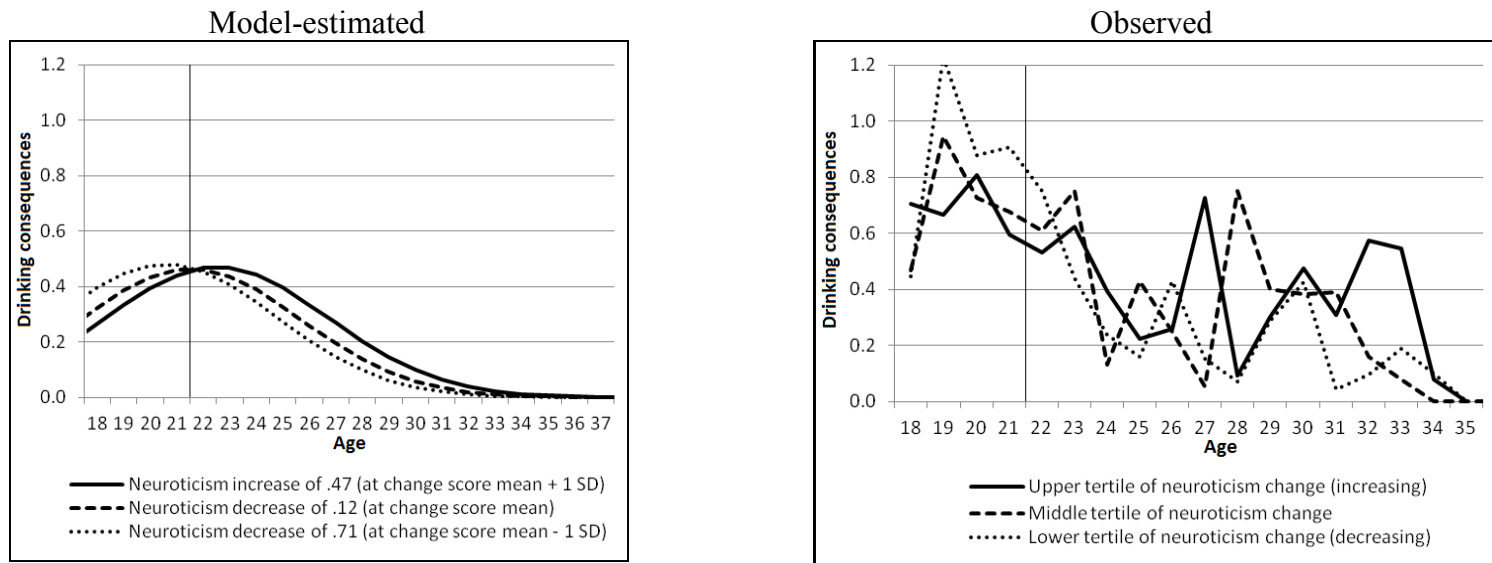 Model-estimated
Drinking consequences
1.2
1.0
0.8
0.6
0.4
0.2
0.0
18 19 20 21 22 23 24 25 26 27 28 29 30 31 32 33 34 35 36 37
Age
Neuroticism increase of .47 (at change score mean + 1 SD)
Neuroticism decrease of .12 (at change score mean)
Neuroticism decrease of .71 (at change score mean - 1 SD)
Observed
Drinking consequences
1.2
1.0
0.8
0.6
0.4
0.2
0.0
18 19 20 21 22 23 24 25 26 27 28 29 30 31 32 33 34 35
Age
Upper tertile of neuroticism change (increasing)
Middle tertile of neuroticism change
Lower tertile of neuroticism change (decreasing)